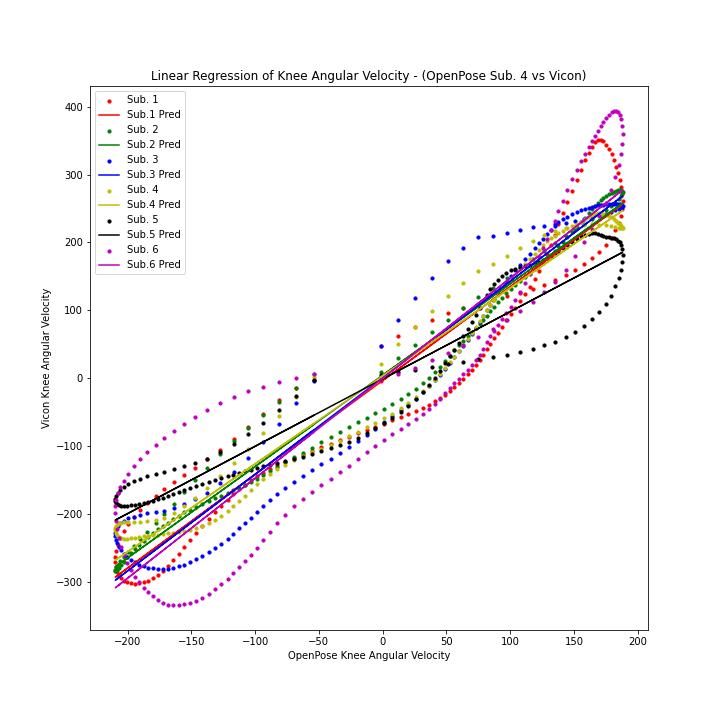 Linear Regression of Knee Angular Velocity - (OpenPose Sub. 4 vs Vicon)
Sub. 1
Sub.1 Pred
Sub. 2
Sub.2 Pred
Sub. 3
Sub.3 Pred
Sub. 4
Sub.4 Pred
Sub. 5
Sub.5 Pred
Sub. 6
Sub.6 Pred
Vicon Knee Angular Velocity
400
300
200
100
0
−100
−200
−300
−200
−150
−100
−50
0
50
100
150
200
OpenPose Knee Angular Velocity